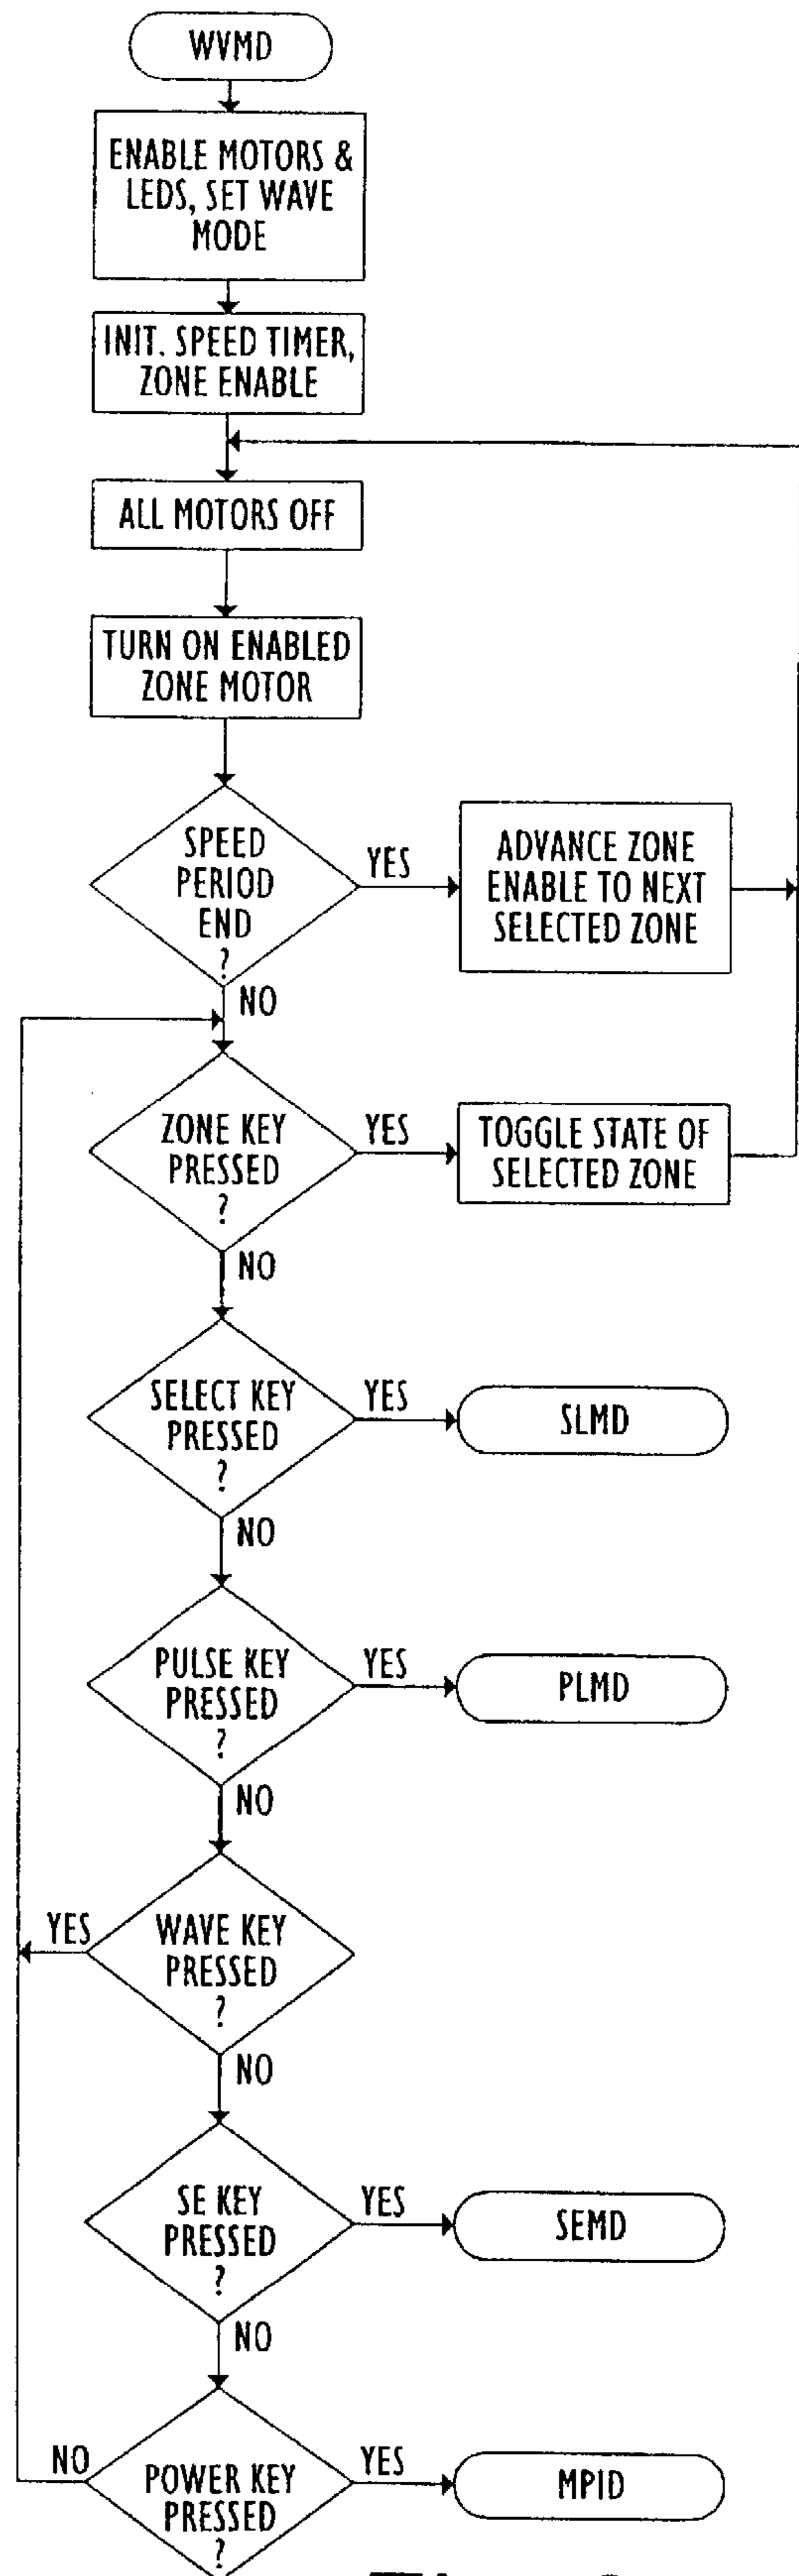 WVMD
ENABLE MOTORS &
LEDS, SET WAVE
MODE
INIT. SPEED TIMER,
ZONE ENABLE
ALL MOTORS OFF
TURN ON ENABLED
ZONE MOTOR
SPEED
PERIOD
END
?
YES
ADVANCE ZONE
ENABLE TO NEXT
SELECTED ZONE
NO
ZONE KEY
PRESSED
?
YES
TOGGLE STATE OF
SELECTED ZONE
NO
SELECT KEY
PRESSED
?
YES
SLMD
NO
PULSE KEY
PRESSED
?
YES
PLMD
NO
YES
WAVE KEY
PRESSED
?
NO
SE KEY
PRESSED
?
YES
SEMD
NO
NO
POWER KEY
PRESSED
?
YES
MPID